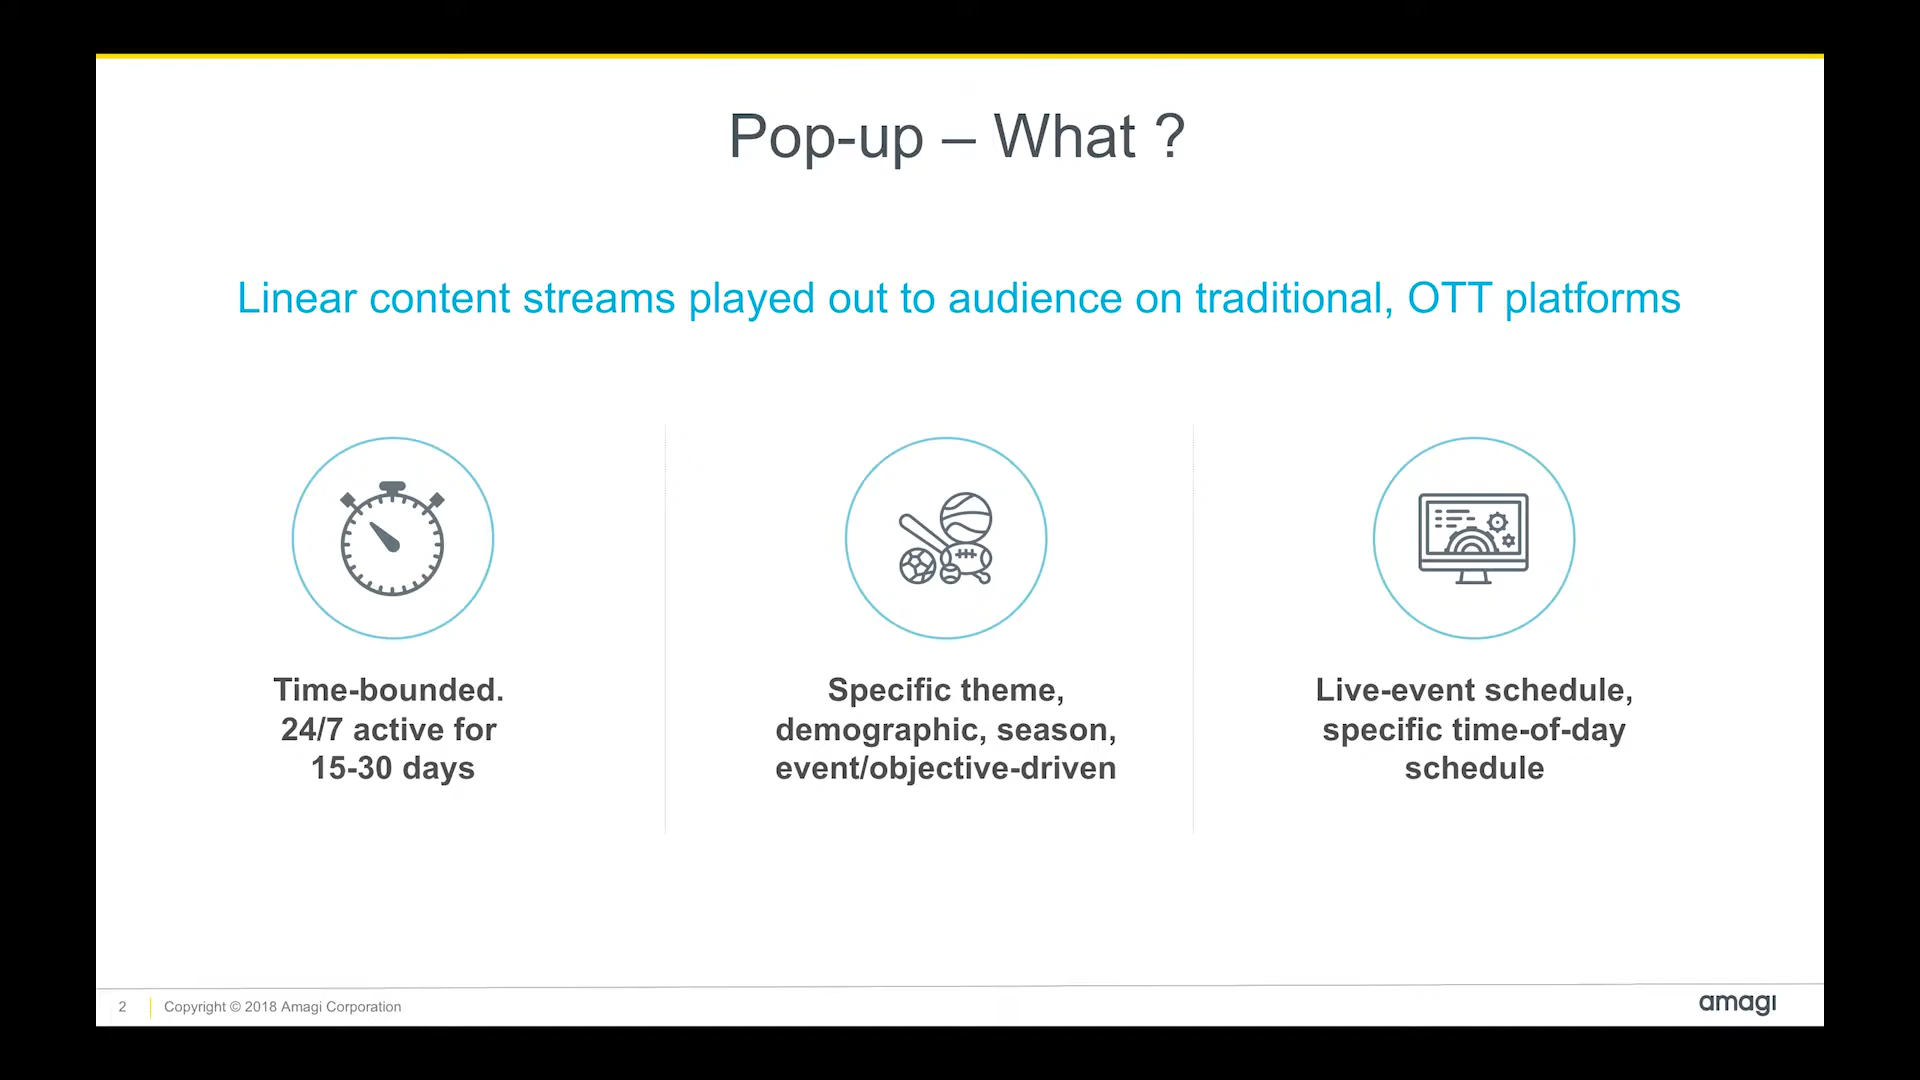 Pop-up – What ?
Linear content streams played out to audience on traditional, OTT platforms
Time-bounded.
24/7 active for
15-30 days
Specific theme,
demographic, season,
event/objective-driven
Live-event schedule,
specific time-of-day
schedule
2
Copyright © 2018 Amagi Corporation
amagi